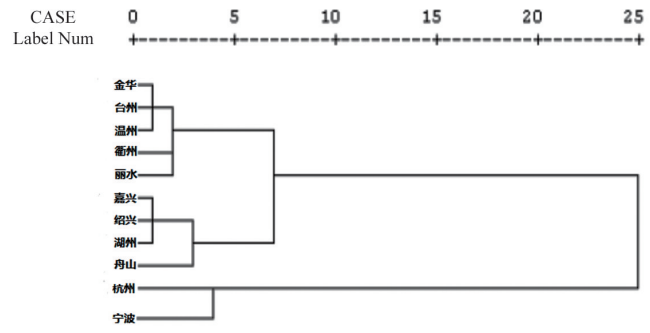 CASE 0 5 10 15 20 25
Label Num +---------+---------+---------+---------+---------+
金华
台州
温州
衢州
丽水
嘉兴
绍兴
湖州
舟山
杭州
宁波